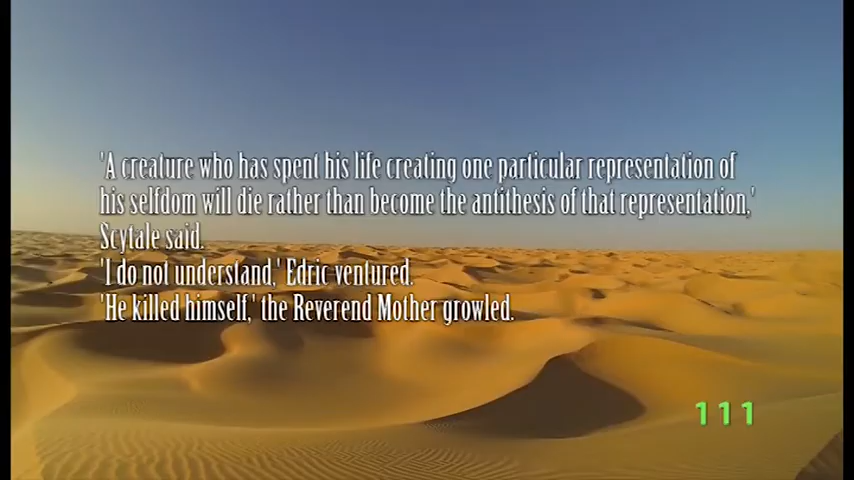 'A creature who has spent his life creating one particular representation of
his selfdom will die rather than become the antithesis of that representation,'
Scytale said.
'I do not understand,' Edric ventured.
'He killed himself,' the Reverend Mother growled.
111